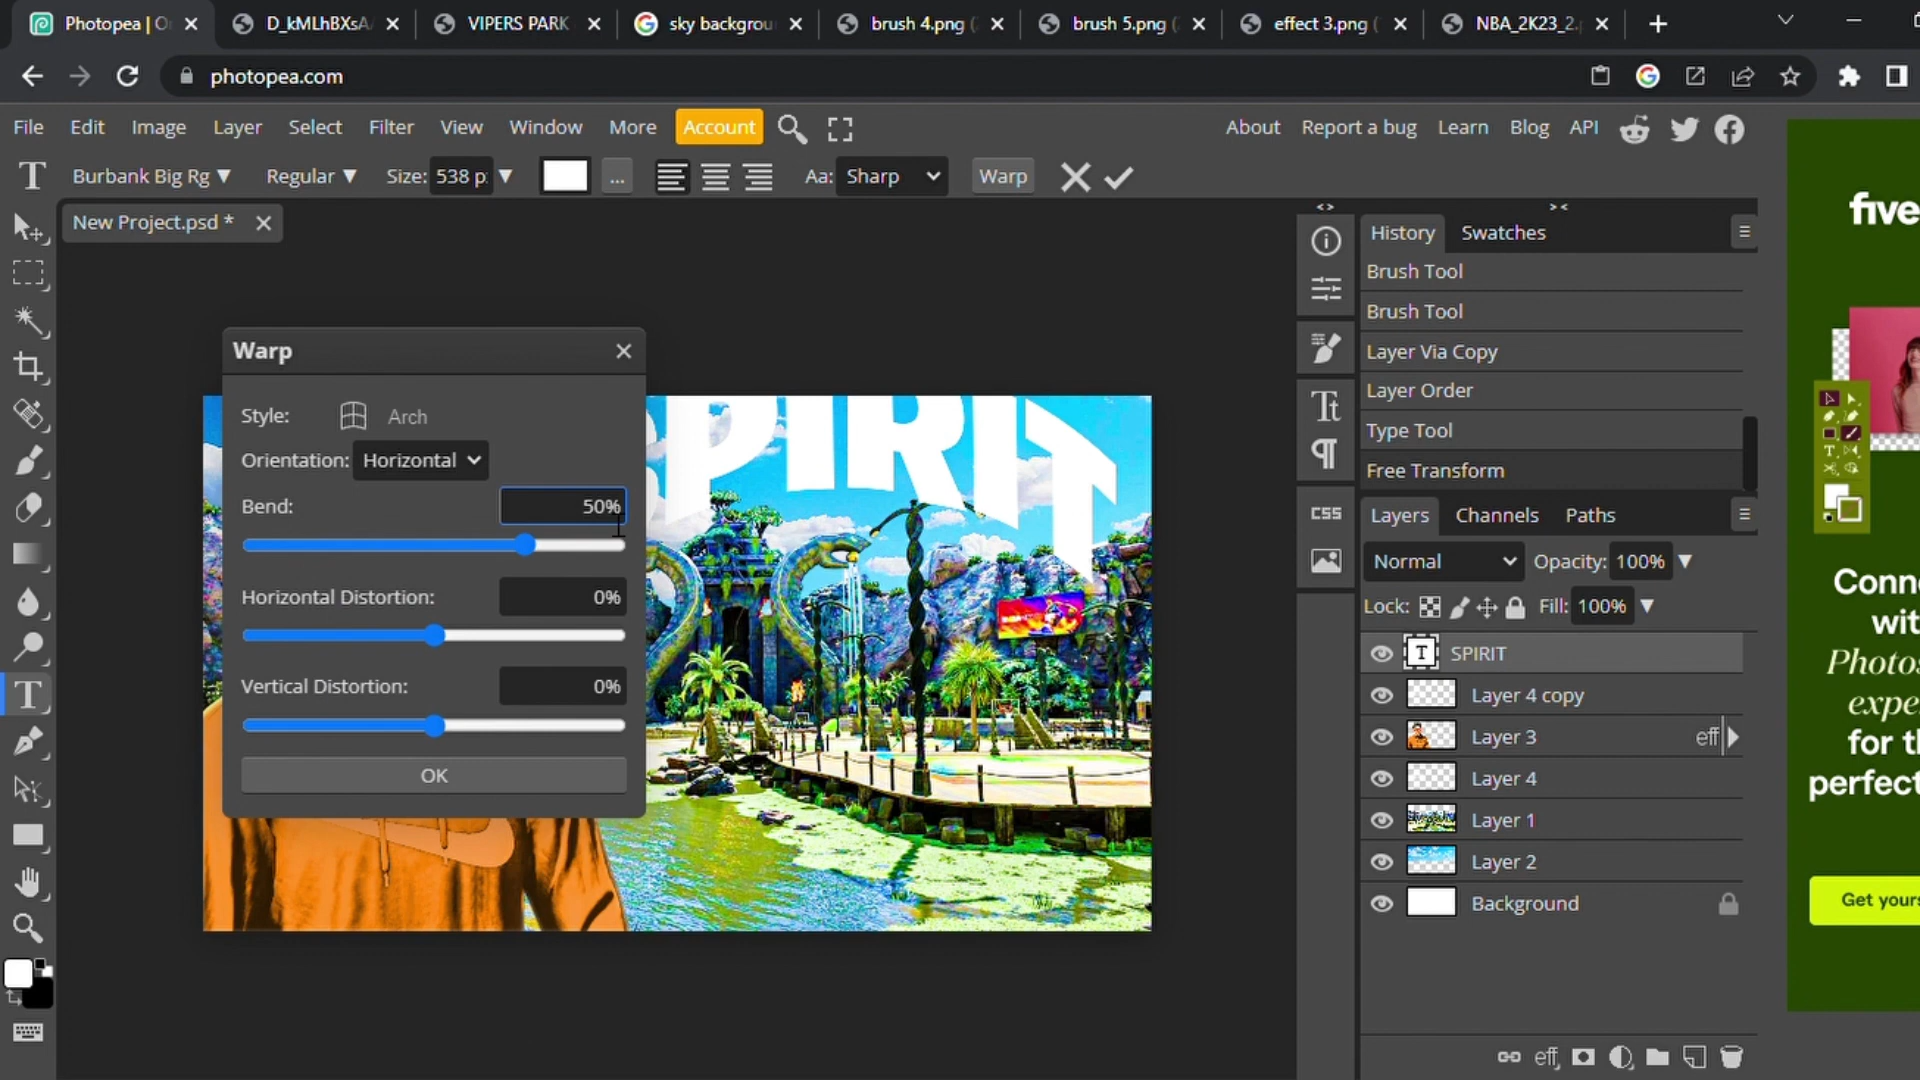 Photopea | O
D_kMLhBXsA
VIPERS PARK
sky backgrou
brush 4.png (
brush 5.png (
effect 3.png (
NBA_2K23_2.
photopea.com
File Edit Image Layer Select Filter View Window More Account
About Report a bug Learn Blog API
Burbank Big Rg Regular Size: 538 p ... Aa: Sharp Warp
New Project.psd *
Warp
Style: Arch
Orientation: Horizontal
Bend: 50%
Horizontal Distortion: 0%
Vertical Distortion: 0%
OK
SPIRIT
CSS
History Swatches
Brush Tool
Brush Tool
Layer Via Copy
Layer Order
Type Tool
Free Transform
Layers Channels Paths
Normal Opacity: 100%
Lock: Fill: 100%
SPIRIT
Layer 4 copy
Layer 3 eff
Layer 4
Layer 1
Layer 2
Background
eff
five
Conn
wit
Photos
expe
for th
perfect
Get yours